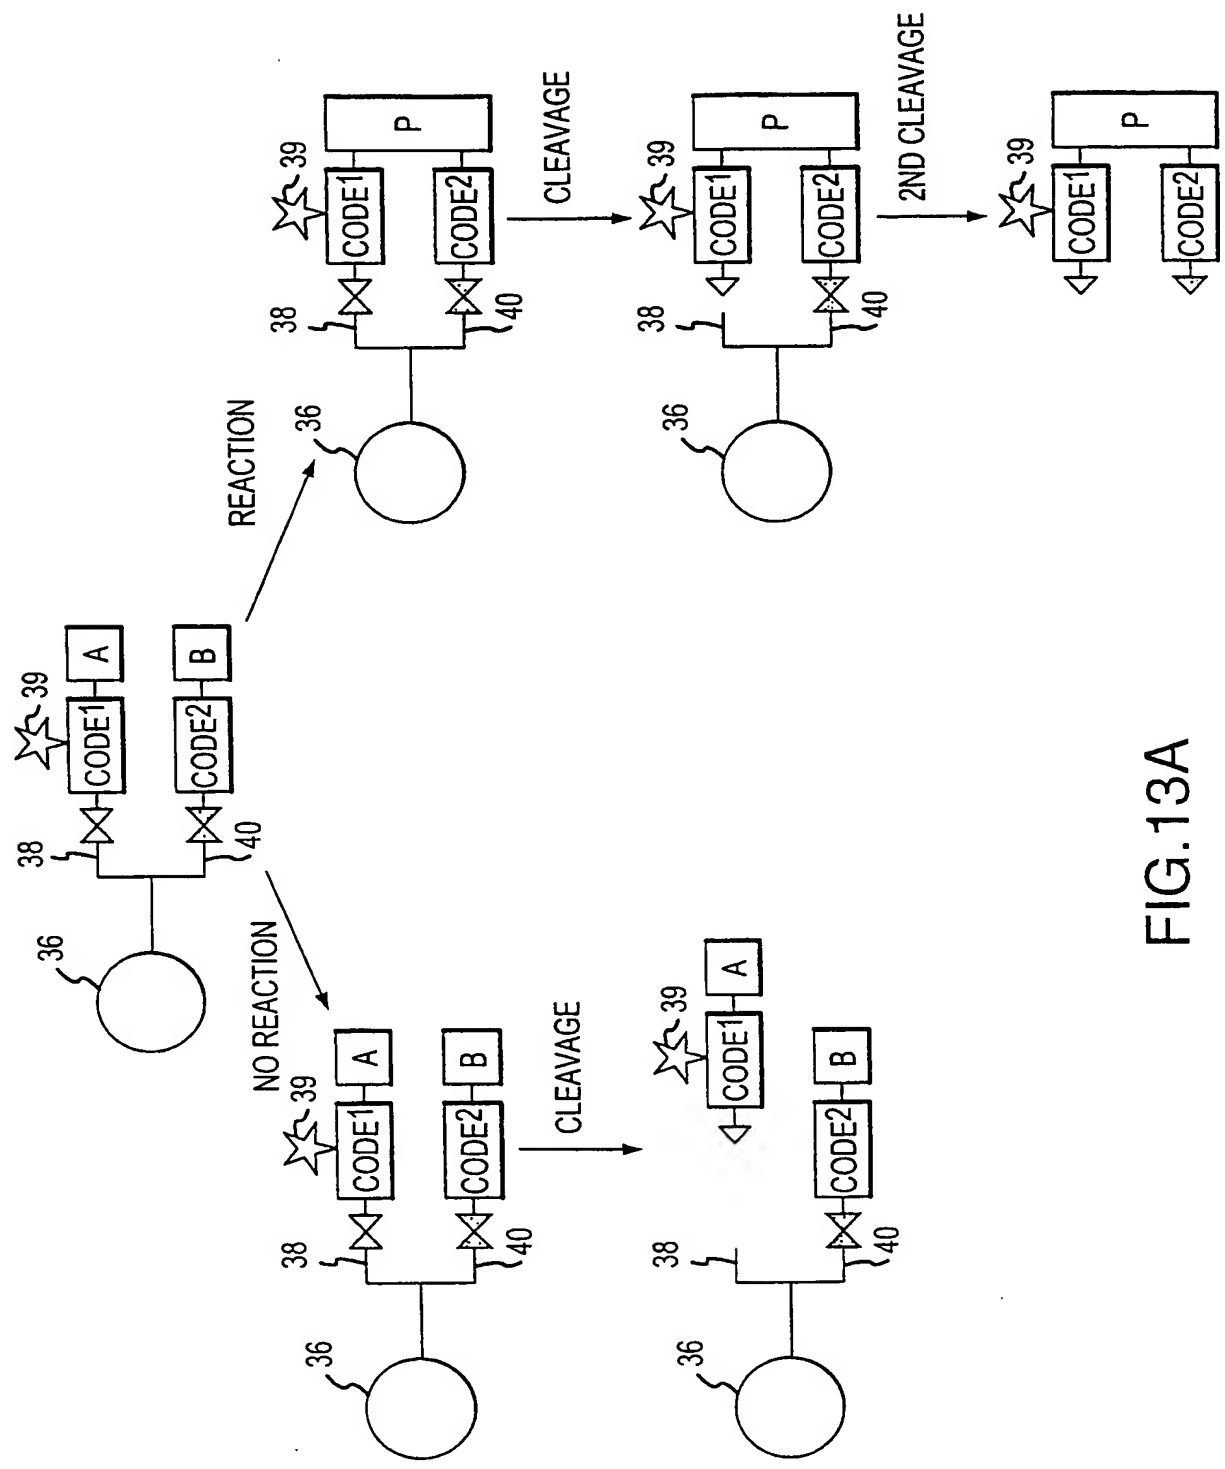 39
38
36
CODE1 A
CODE2 B
40
NO REACTION
REACTION
39
38
36
CODE1 A
CODE2 B
40
39
38
36
CODE1
P
CODE2
40
CLEAVAGE
CLEAVAGE
39
38
36
CODE1 A
CODE2 B
40
39
38
36
CODE1
P
CODE2
40
2ND CLEAVAGE
39
CODE1
P
CODE2
FIG.13A